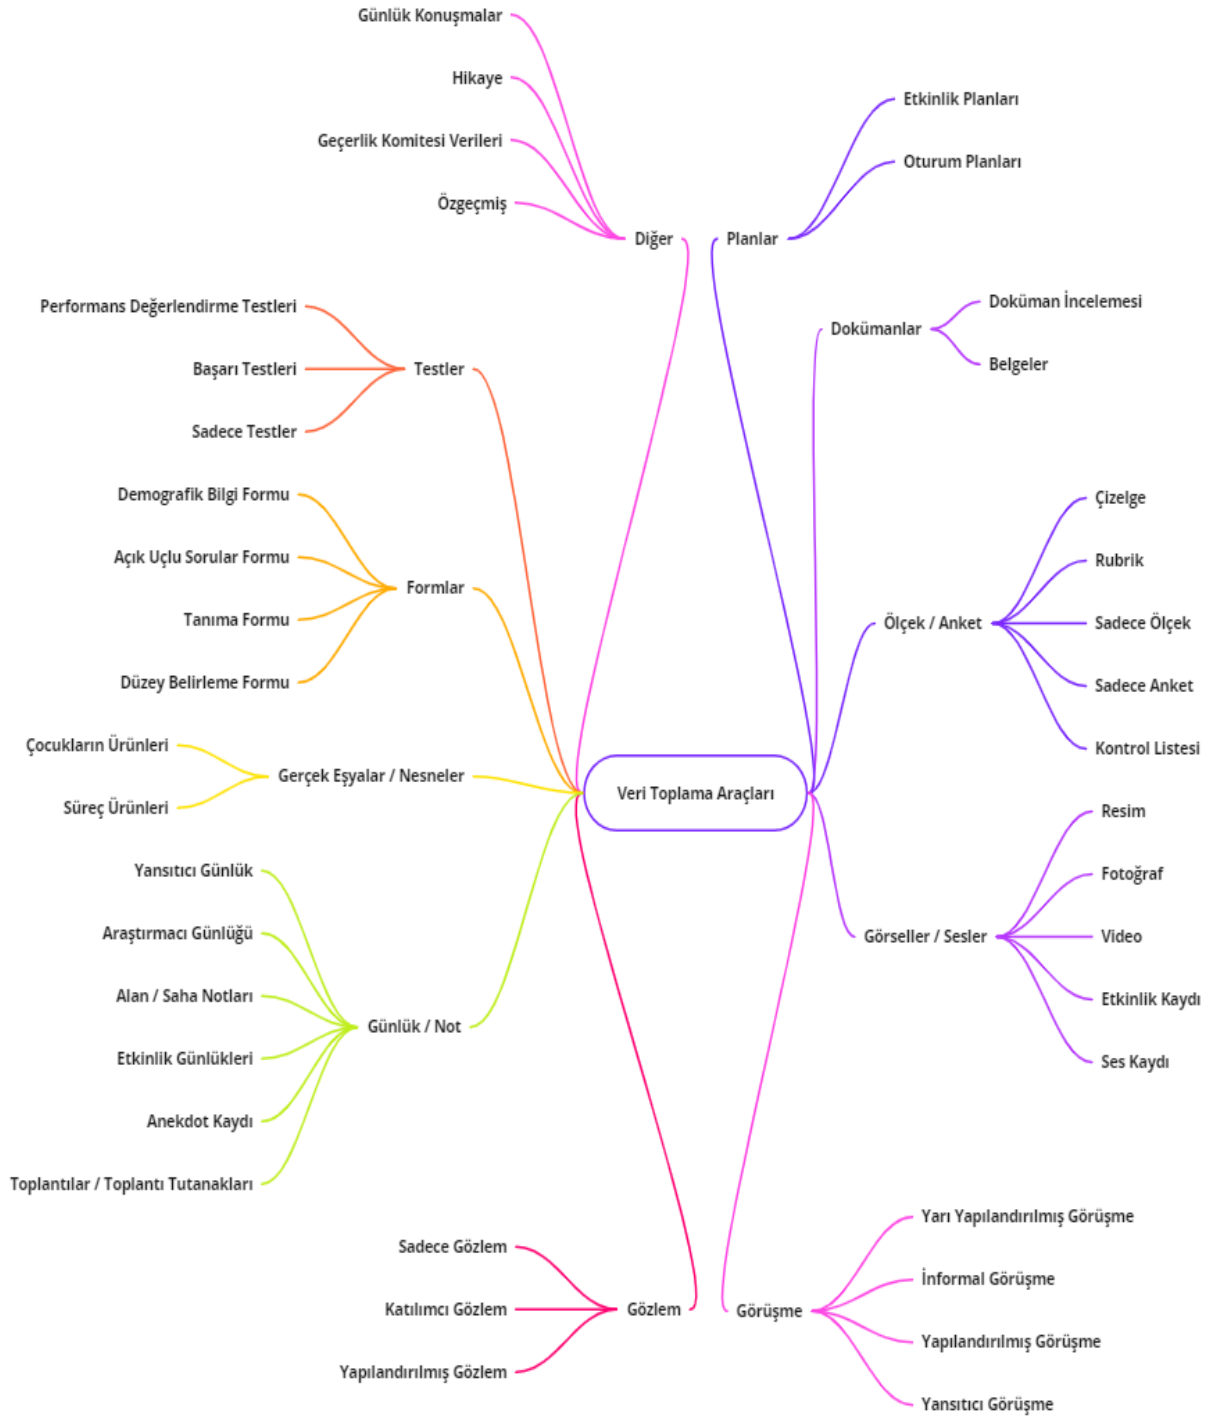 Veri Toplama Araçları
Planlar
Etkinlik Planları
Oturum Planları
Dokümanlar
Doküman İncelemesi
Belgeler
Ölçek / Anket
Çizelge
Rubrik
Sadece Ölçek
Sadece Anket
Kontrol Listesi
Görseller / Sesler
Resim
Fotoğraf
Video
Etkinlik Kaydı
Ses Kaydı
Görüşme
Yarı Yapılandırılmış Görüşme
İnformal Görüşme
Yapılandırılmış Görüşme
Yansıtıcı Görüşme
Diğer
Günlük Konuşmalar
Hikaye
Geçerlik Komitesi Verileri
Özgeçmiş
Testler
Performans Değerlendirme Testleri
Başarı Testleri
Sadece Testler
Formlar
Demografik Bilgi Formu
Açık Uçlu Sorular Formu
Tanıma Formu
Düzey Belirleme Formu
Gerçek Eşyalar / Nesneler
Çocukların Ürünleri
Süreç Ürünleri
Günlük / Not
Yansıtıcı Günlük
Araştırmacı Günlüğü
Alan / Saha Notları
Etkinlik Günlükleri
Anekdot Kaydı
Toplantılar / Toplantı Tutanakları
Gözlem
Sadece Gözlem
Katılımcı Gözlem
Yapılandırılmış Gözlem